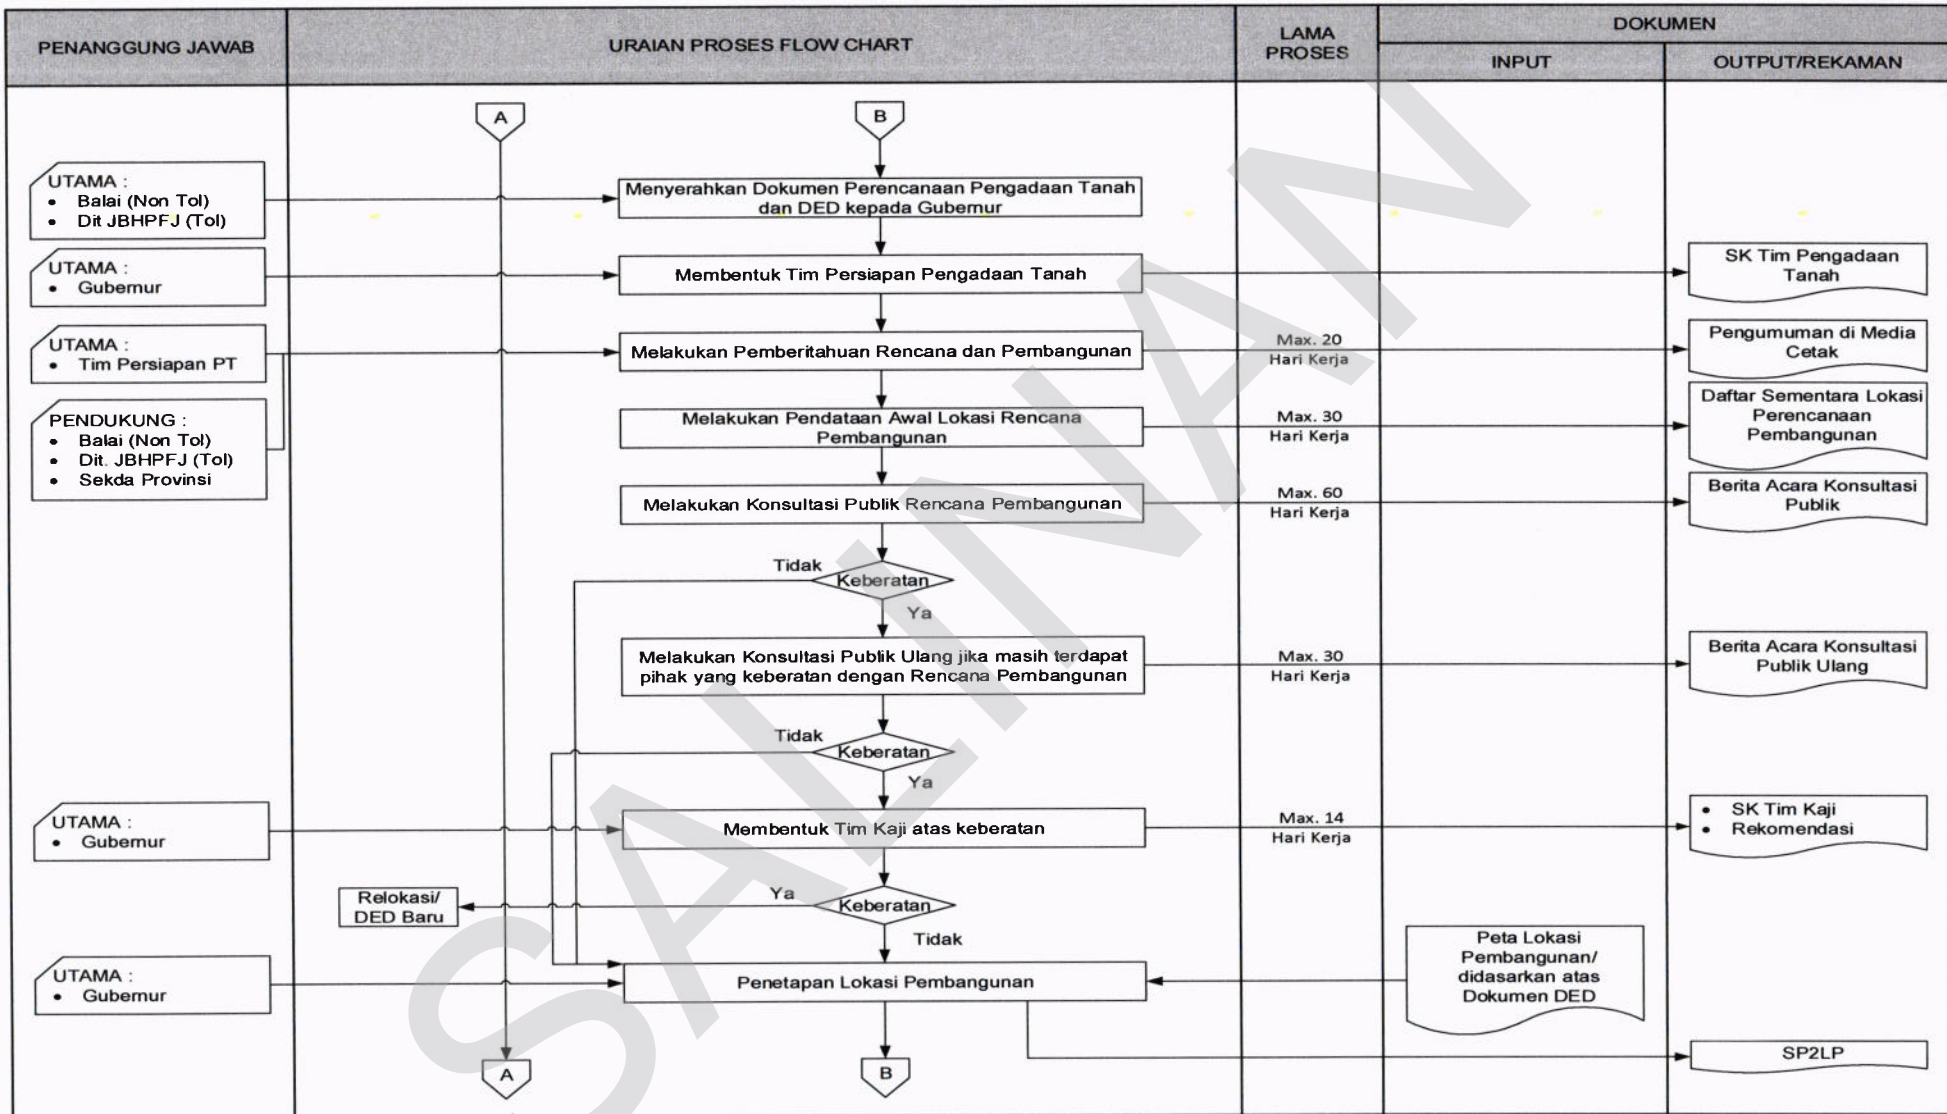 PENANGGUNG JAWAB
URAIAN PROSES FLOW CHART
LAMA
PROSES
DOKUMEN
INPUT
OUTPUT/REKAMAN
A
B
UTAMA :
• Balai (Non Tol)
• Dit JBHPFJ (Tol)
Menyerahkan Dokumen Perencanaan Pengadaan Tanah
dan DED kepada Gubernur
UTAMA :
• Gubernur
Membentuk Tim Persiapan Pengadaan Tanah
SK Tim Pengadaan
Tanah
UTAMA :
• Tim Persiapan PT
Melakukan Pemberitahuan Rencana dan Pembangunan
Max. 20
Hari Kerja
Pengumuman di Media
Cetak
PENDUKUNG :
• Balai (Non Tol)
• Dit. JBHPFJ (Tol)
• Sekda Provinsi
Melakukan Pendataan Awal Lokasi Rencana
Pembangunan
Max. 30
Hari Kerja
Daftar Sementara Lokasi
Perencanaan
Pembangunan
Melakukan Konsultasi Publik Rencana Pembangunan
Max. 60
Hari Kerja
Berita Acara Konsultasi
Publik
Tidak
Keberatan
Ya
Melakukan Konsultasi Publik Ulang jika masih terdapat
pihak yang keberatan dengan Rencana Pembangunan
Max. 30
Hari Kerja
Berita Acara Konsultasi
Publik Ulang
Tidak
Keberatan
Ya
UTAMA :
• Gubernur
Membentuk Tim Kaji atas keberatan
Max. 14
Hari Kerja
• SK Tim Kaji
• Rekomendasi
Relokasi/
DED Baru
Ya
Keberatan
Tidak
UTAMA :
• Gubernur
Penetapan Lokasi Pembangunan
Peta Lokasi
Pembangunan/
didasarkan atas
Dokumen DED
SP2LP
A
B
SALINAN